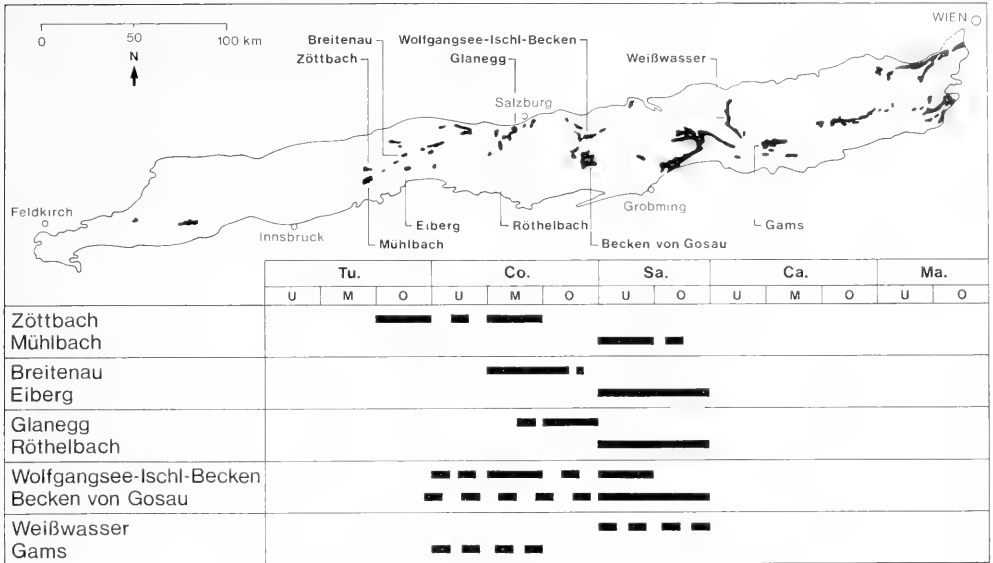 WIEN
0 50 100 km
N
Breitenau
Wolfgangsee-Ischl-Becken
Zöttbach
Glanegg
Weißwasser
Salzburg
Feldkirch
Innsbruck
Eiberg
Röthelbach
Gröbming
Gams
Mühlbach
Becken von Gosau
Tu. Co. Sa. Ca. Ma.
U M O U M O U O U M O U O
Zöttbach
Mühlbach
Breitenau
Eiberg
Glanegg
Röthelbach
Wolfgangsee-Ischl-Becken
Becken von Gosau
Weißwasser
Gams